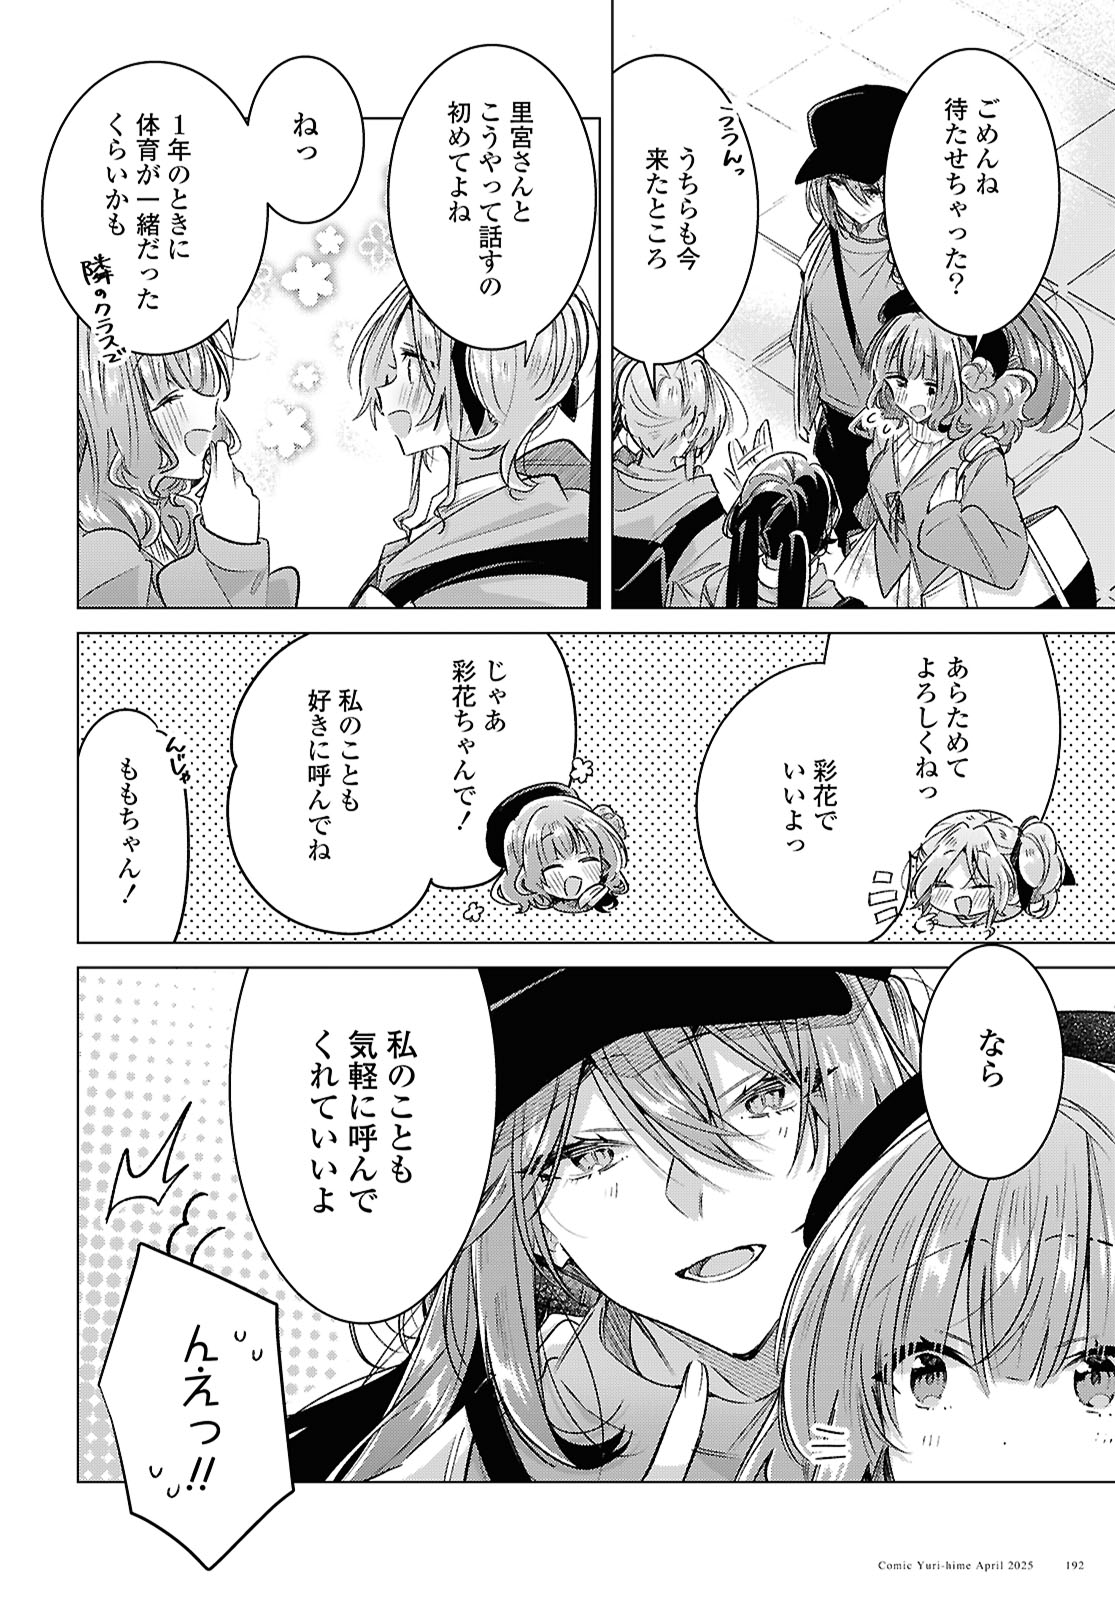 ごめんね
待たせちゃった？
ううんっ
うちらも今
来たところ
里宮さんと
こうやって話すの
初めてよね
ねっ
1年のときに
体育が一緒だった
くらいかも
隣のクラスで
あらためて
よろしくねっ
彩花で
いいよっ
じゃあ
彩花ちゃんで！
私のことも
好きに呼んでね
んじゃ
ももちゃん！
なら
私のことも
気軽に呼んで
くれていいよ
んえっ!!
Comic Yuri-hime April 2025
192